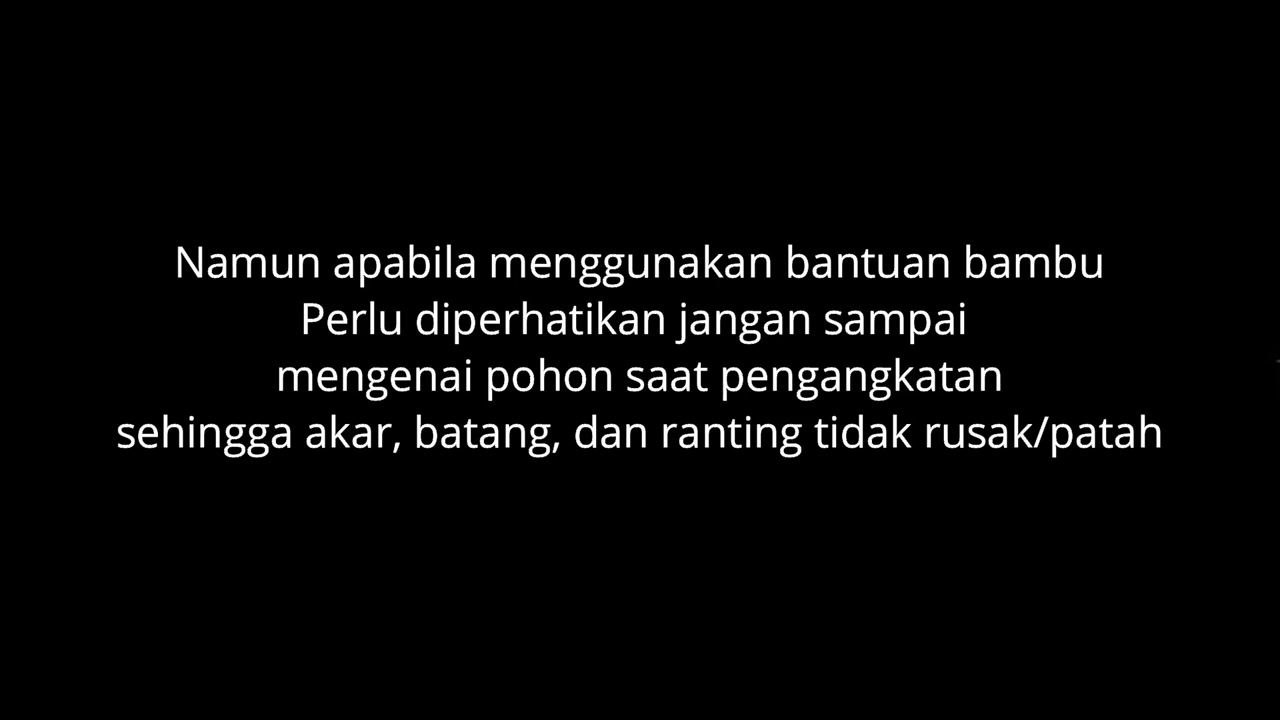 Namun apabila menggunakan bantuan bambu
Perlu diperhatikan jangan sampai
mengenai pohon saat pengangkatan
sehingga akar, batang, dan ranting tidak rusak/patah